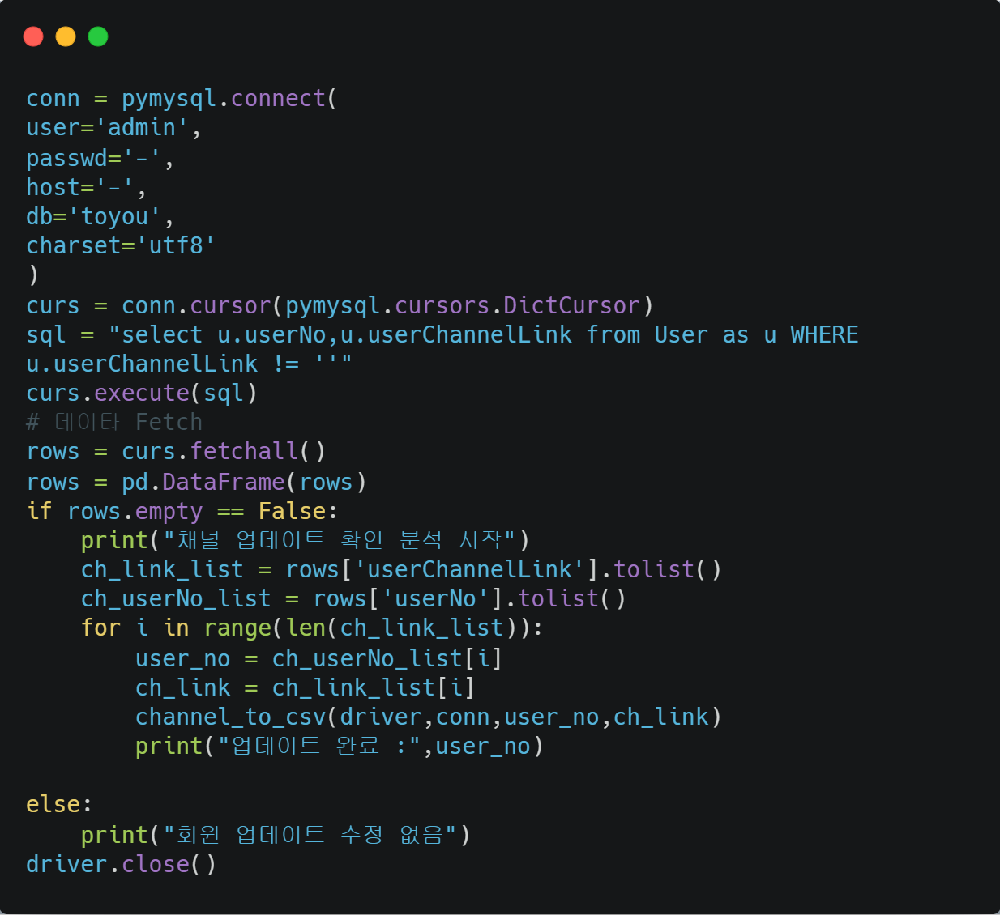 conn = pymysql.connect(
user='admin',
passwd='-',
host='-',
db='toyou',
charset='utf8'
)
curs = conn.cursor(pymysql.cursors.DictCursor)
sql = "select u.userNo,u.userChannelLink from User as u WHERE
u.userChannelLink != ''"
curs.execute(sql)
# 데이타 Fetch
rows = curs.fetchall()
rows = pd.DataFrame(rows)
if rows.empty == False:
    print("채널 업데이트 확인 분석 시작")
    ch_link_list = rows['userChannelLink'].tolist()
    ch_userNo_list = rows['userNo'].tolist()
    for i in range(len(ch_link_list)):
        user_no = ch_userNo_list[i]
        ch_link = ch_link_list[i]
        channel_to_csv(driver,conn,user_no,ch_link)
        print("업데이트 완료 :",user_no)
else:
    print("회원 업데이트 수정 없음")
driver.close()